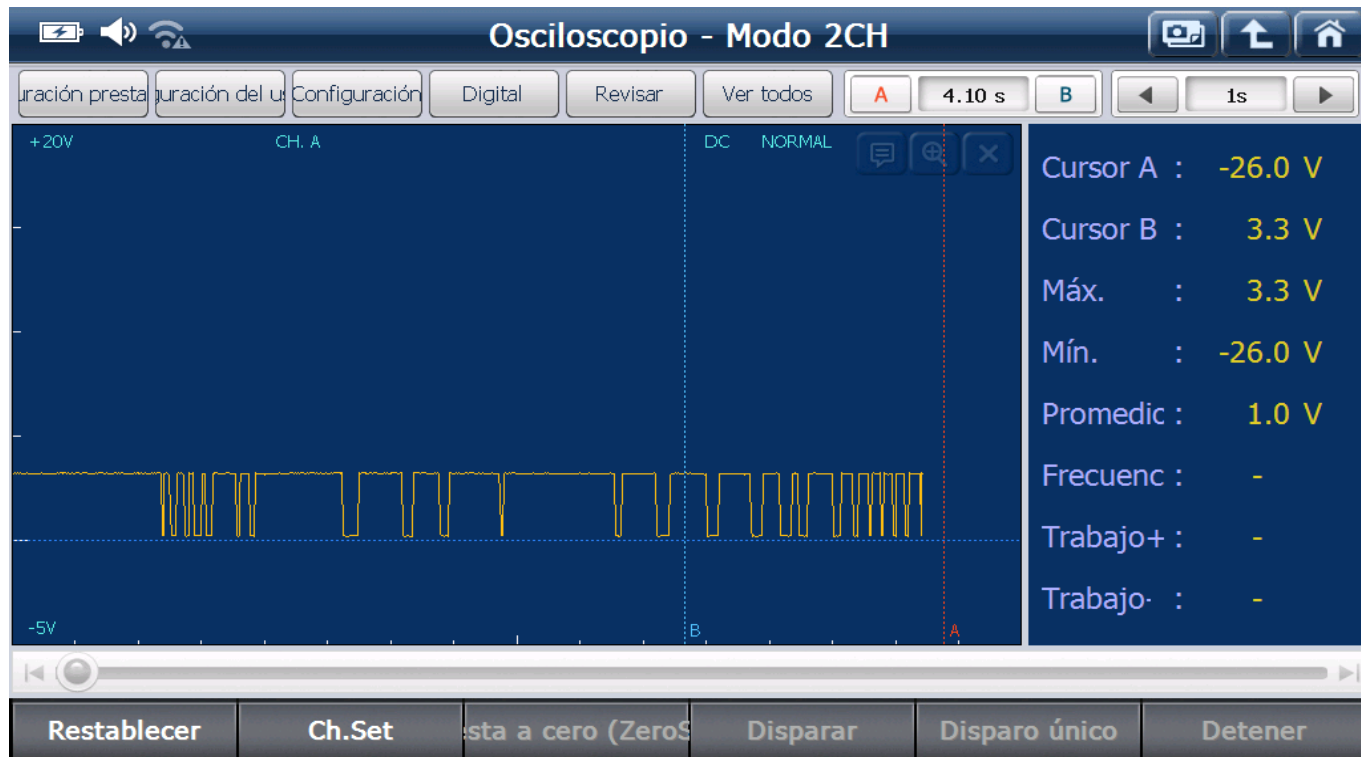 Osciloscopio - Modo 2CH
uración presta guración del us Configuración Digital Revisar Ver todos A 4.10 s B 1s
+20V CH. A DC NORMAL
Cursor A : -26.0 V
Cursor B : 3.3 V
Máx. : 3.3 V
Mín. : -26.0 V
Promedic : 1.0 V
Frecuenc : -
Trabajo+ : -
Trabajo- : -
-5V B A
Restablecer Ch.Set sta a cero (ZeroS Disparar Disparo único Detener